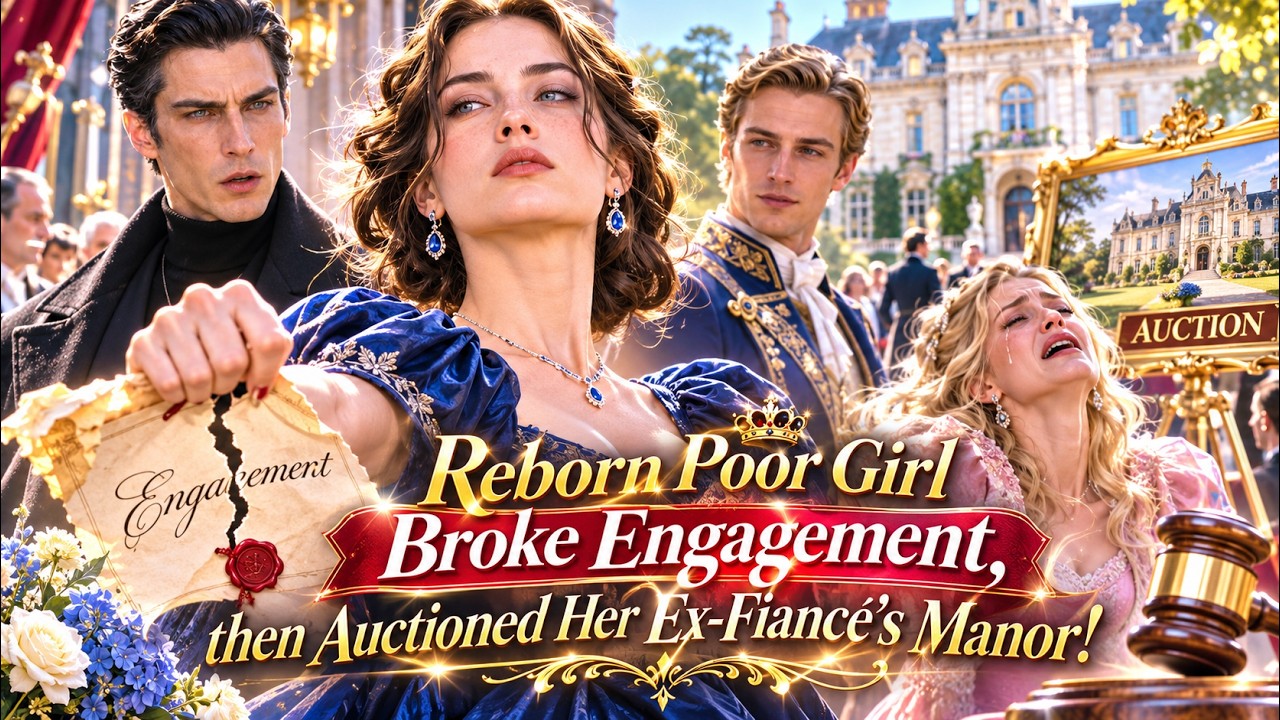 Engagement
AUCTION
Reborn Poor Girl
Broke Engagement,
then Auctioned Her Ex-Fiancé's Manor!